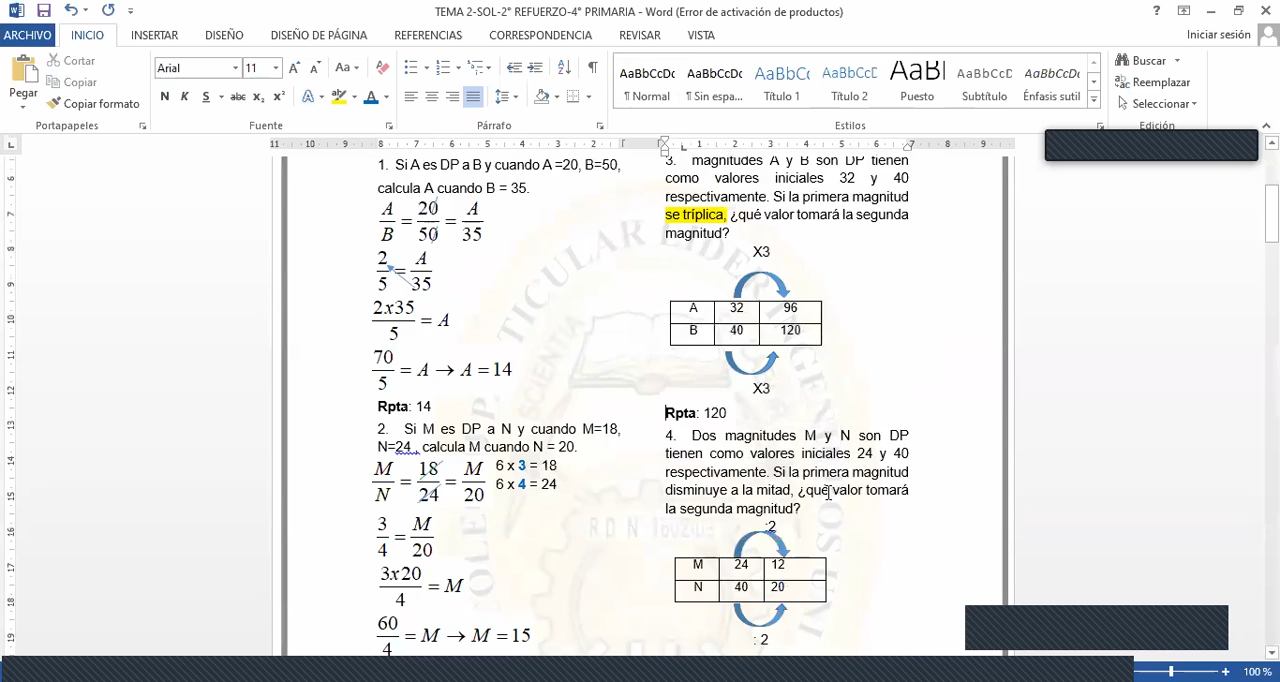 TEMA 2-SOL-2° REFUERZO-4° PRIMARIA - Word (Error de activación de productos)
ARCHIVO INICIO INSERTAR DISEÑO DISEÑO DE PÁGINA REFERENCIAS CORRESPONDENCIA REVISAR VISTA Iniciar sesión
Pegar
Cortar
Copiar
Copiar formato
Portapapeles
Arial 11
Fuente
Párrafo
AaBbCcDc AaBbCcDc AaBbCc AaBbCcD AaBl AaBbCcD AaBbCcDc
¶ Normal ¶ Sin espa... Título 1 Título 2 Puesto Subtítulo Énfasis sutil
Estilos
Buscar
Reemplazar
Seleccionar
Edición
1. Si A es DP a B y cuando A =20, B=50,
calcula A cuando B = 35.
A/B = 20/50 = A/35
2/5 = A/35
2x35/5 = A
70/5 = A → A = 14
Rpta: 14
2. Si M es DP a N y cuando M=18,
N=24 , calcula M cuando N = 20.
M/N = 18/24 = M/20
6 x 3 = 18
6 x 4 = 24
3/4 = M/20
3x20/4 = M
60/4 = M → M = 15
3. magnitudes A y B son DP tienen
como valores iniciales 32 y 40
respectivamente. Si la primera magnitud
se tríplica, ¿qué valor tomará la segunda
magnitud?
X3
A 32 96
B 40 120
X3
Rpta: 120
4. Dos magnitudes M y N son DP
tienen como valores iniciales 24 y 40
respectivamente. Si la primera magnitud
disminuye a la mitad, ¿qué valor tomará
la segunda magnitud?
:2
M 24 12
N 40 20
: 2
100 %